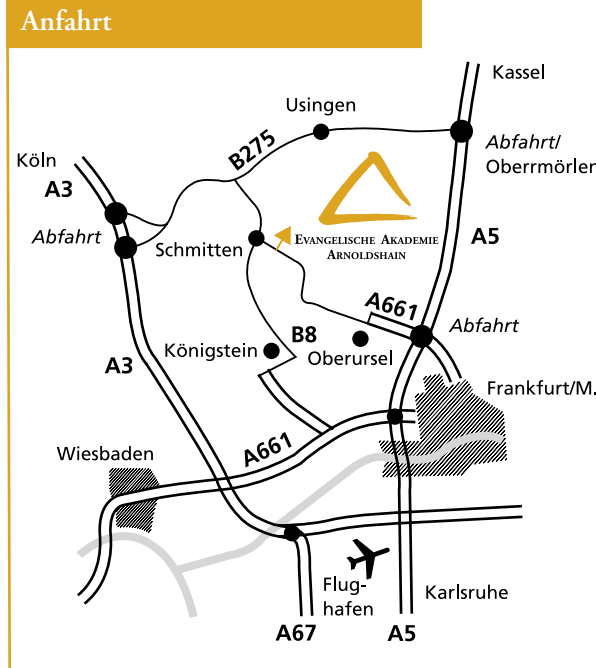 Anfahrt
Kassel
Usingen
B275
Abfahrt/
Oberrmörlen
Köln
A3
Abfahrt
Schmitten
EVANGELISCHE AKADEMIE
ARNOLDSHAIN
A5
A661
Abfahrt
B8
Königstein
Oberursel
A3
Frankfurt/M.
A661
Wiesbaden
Flug-
hafen
Karlsruhe
A67
A5